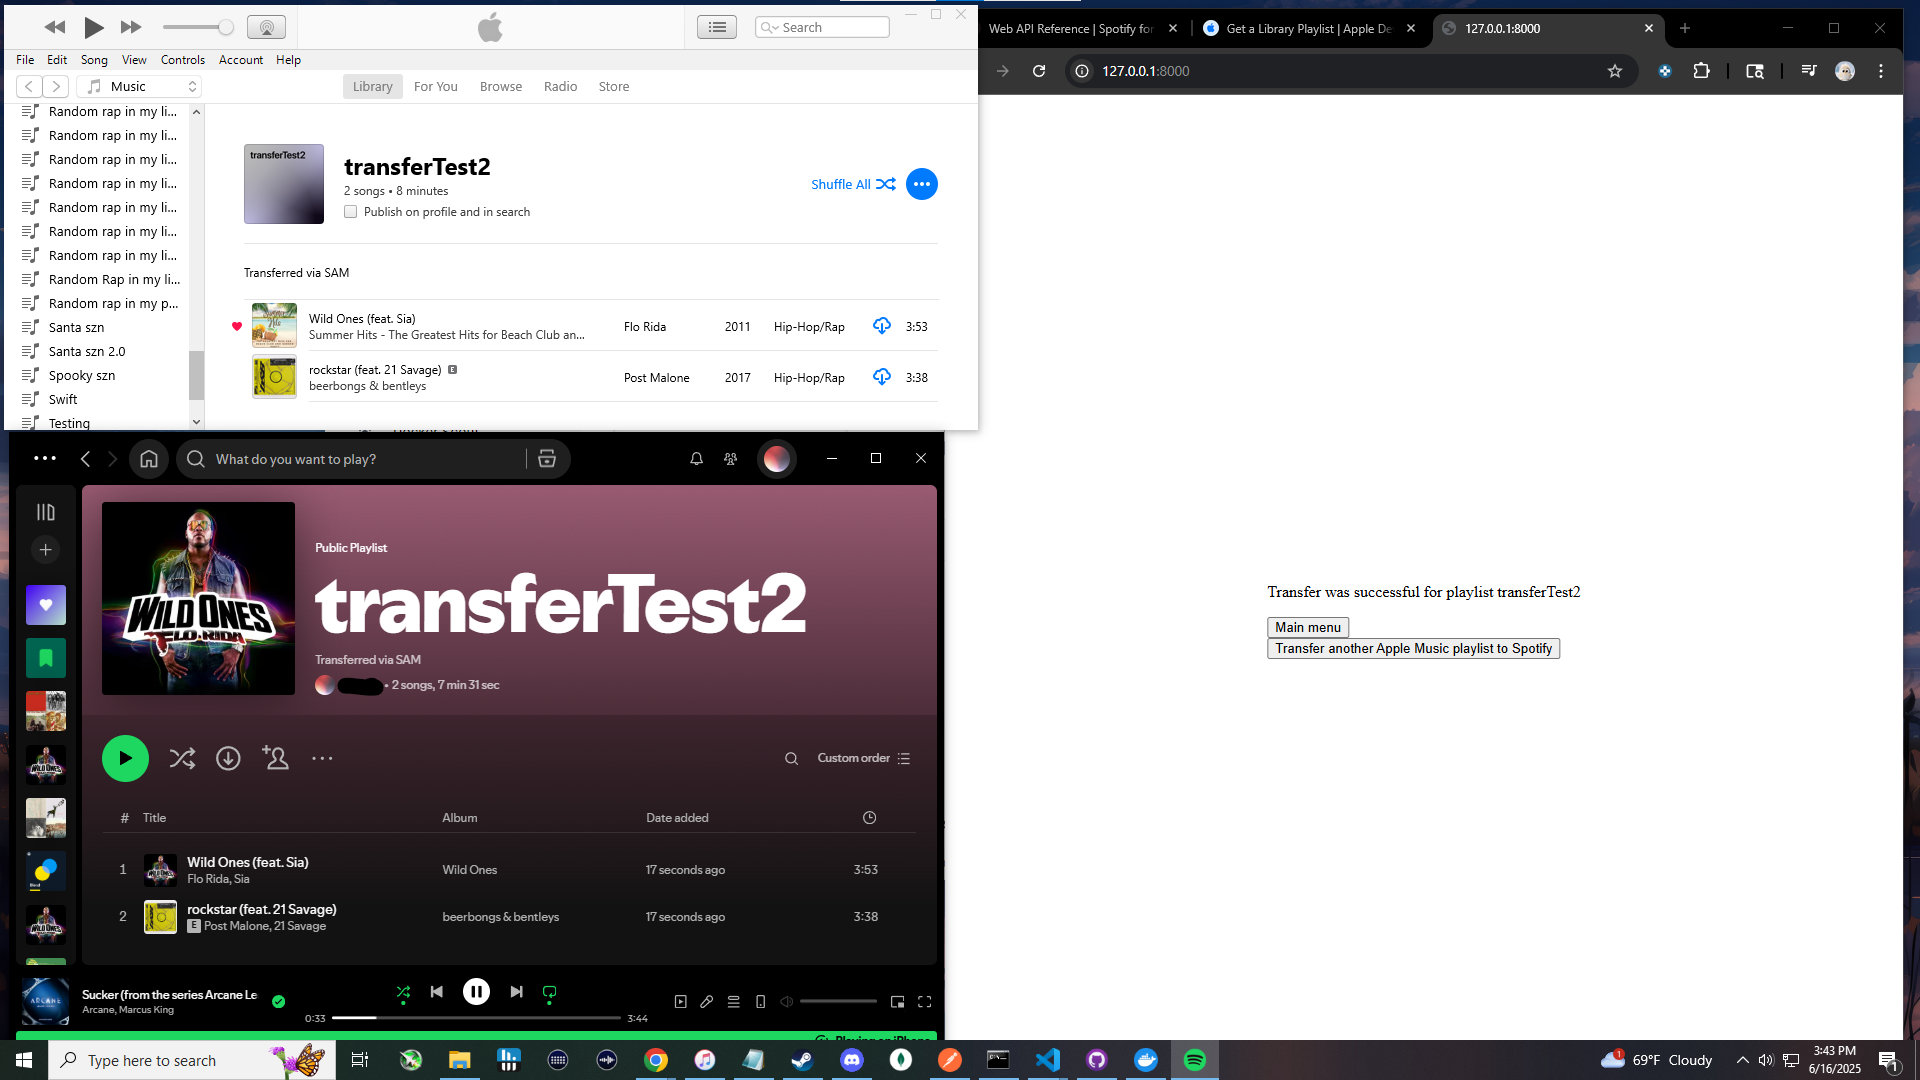 Search
File Edit Song View Controls Account Help
Music
Library For You Browse Radio Store
Random rap in my li...
Random rap in my li...
Random rap in my li...
Random rap in my li...
Random rap in my li...
Random rap in my li...
Random rap in my li...
Random Rap in my li...
Random rap in my p...
Santa szn
Santa szn 2.0
Spooky szn
Swift
Testing
transferTest2
transferTest2
2 songs • 8 minutes
Publish on profile and in search
Shuffle All
Transferred via SAM
Wild Ones (feat. Sia)
Summer Hits - The Greatest Hits for Beach Club an...
Flo Rida 2011 Hip-Hop/Rap 3:53
rockstar (feat. 21 Savage) E
beerbongs & bentleys
Post Malone 2017 Hip-Hop/Rap 3:38
Web API Reference | Spotify for
Get a Library Playlist | Apple De
127.0.0.1:8000
127.0.0.1:8000
Transfer was successful for playlist transferTest2
Main menu
Transfer another Apple Music playlist to Spotify
What do you want to play?
WILD ONES
FLO RIDA
Public Playlist
transferTest2
Transferred via SAM
• 2 songs, 7 min 31 sec
Custom order
# Title Album Date added
1 Wild Ones (feat. Sia) Wild Ones 17 seconds ago 3:53
Flo Rida, Sia
2 rockstar (feat. 21 Savage) beerbongs & bentleys 17 seconds ago 3:38
E Post Malone, 21 Savage
ARCANE
Sucker (from the series Arcane Le
Arcane, Marcus King
0:33 3:44
Type here to search
1
69°F Cloudy
3:43 PM
6/16/2025
1